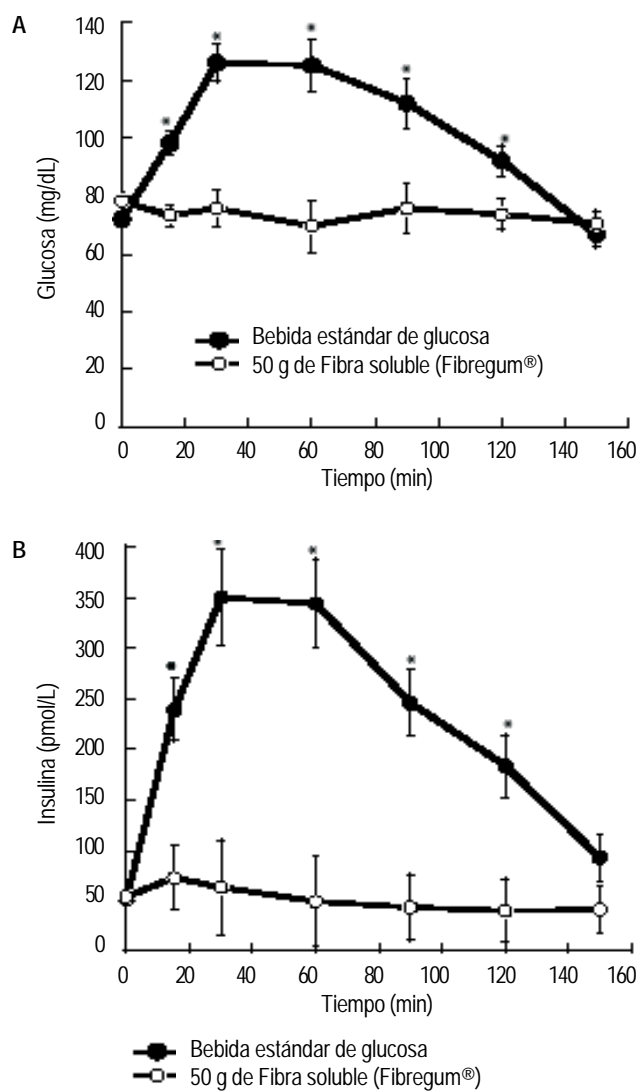 A
140
120
100
80
60
40
20
0
Glucosa (mg/dL)
Bebida estándar de glucosa
50 g de Fibra soluble (Fibregum®)
0 20 40 60 80 100 120 140 160
Tiempo (min)
B
400
350
300
250
200
150
100
50
0
Insulina (pmol/L)
0 20 40 60 80 100 120 140 160
Tiempo (min)
Bebida estándar de glucosa
50 g de Fibra soluble (Fibregum®)